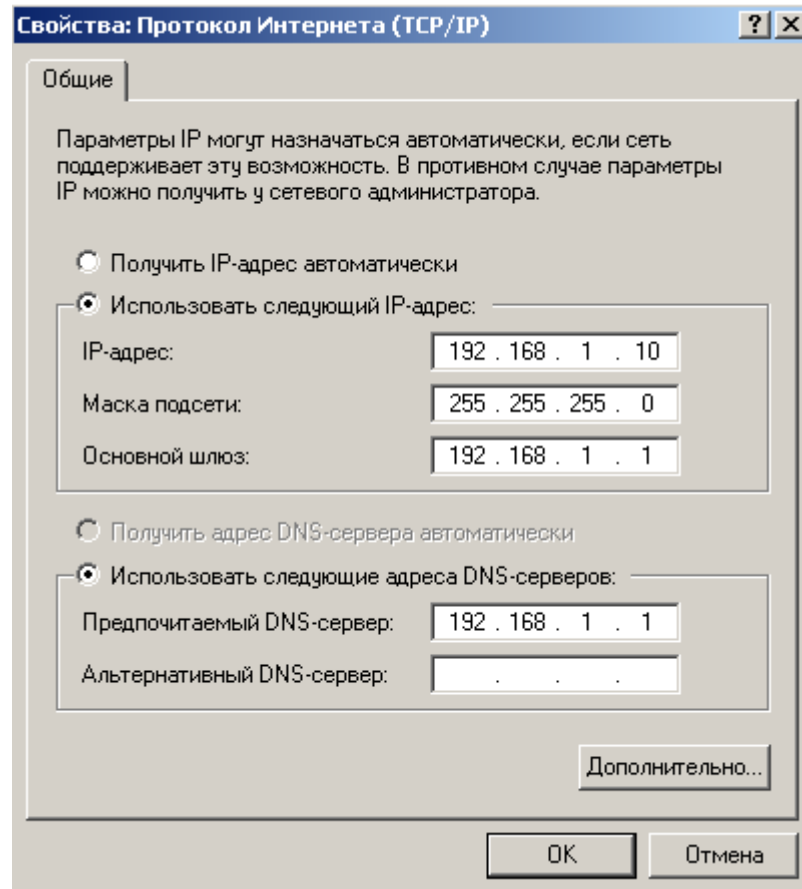 Свойства: Протокол Интернета (TCP/IP)
Общие
Параметры IP могут назначаться автоматически, если сеть
поддерживает эту возможность. В противном случае параметры
IP можно получить у сетевого администратора.
Получить IP-адрес автоматически
Использовать следующий IP-адрес:
IP-адрес: 192 . 168 . 1 . 10
Маска подсети: 255 . 255 . 255 . 0
Основной шлюз: 192 . 168 . 1 . 1
Получить адрес DNS-сервера автоматически
Использовать следующие адреса DNS-серверов:
Предпочитаемый DNS-сервер: 192 . 168 . 1 . 1
Альтернативный DNS-сервер: . . .
Дополнительно...
OK Отмена